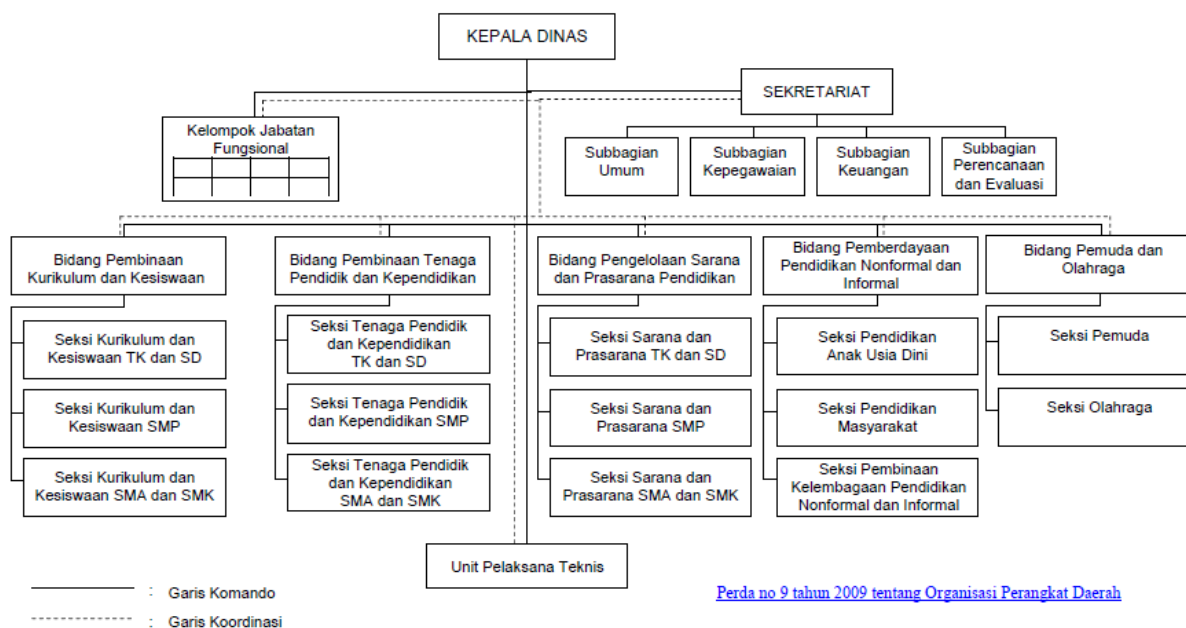 KEPALA DINAS
SEKRETARIAT
Kelompok Jabatan
Fungsional
Subbagian
Umum
Subbagian
Kepegawaian
Subbagian
Keuangan
Subbagian
Perencanaan
dan Evaluasi
Bidang Pembinaan
Kurikulum dan Kesiswaan
Bidang Pembinaan Tenaga
Pendidik dan Kependidikan
Bidang Pengelolaan Sarana
dan Prasarana Pendidikan
Bidang Pemberdayaan
Pendidikan Nonformal dan
Informal
Bidang Pemuda dan
Olahraga
Seksi Kurikulum dan
Kesiswaan TK dan SD
Seksi Kurikulum dan
Kesiswaan SMP
Seksi Kurikulum dan
Kesiswaan SMA dan SMK
Seksi Tenaga Pendidik
dan Kependidikan
TK dan SD
Seksi Tenaga Pendidik
dan Kependidikan SMP
Seksi Tenaga Pendidik
dan Kependidikan
SMA dan SMK
Seksi Sarana dan
Prasarana TK dan SD
Seksi Sarana dan
Prasarana SMP
Seksi Sarana dan
Prasarana SMA dan SMK
Seksi Pendidikan
Anak Usia Dini
Seksi Pendidikan
Masyarakat
Seksi Pembinaan
Kelembagaan Pendidikan
Nonformal dan Informal
Seksi Pemuda
Seksi Olahraga
Unit Pelaksana Teknis
: Garis Komando
: Garis Koordinasi
Perda no 9 tahun 2009 tentang Organisasi Perangkat Daerah